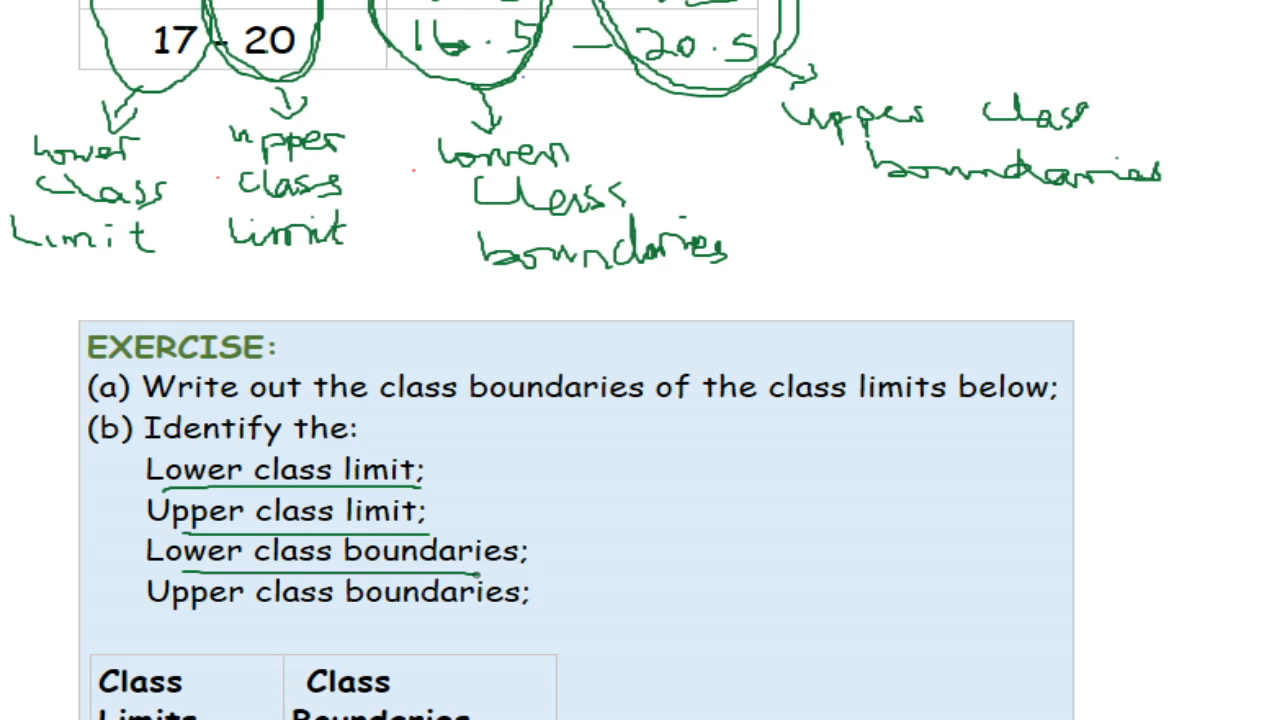 17 - 20 16.5 — 20.5
Lower
class
Limit
upper
class
Limit
Lower
Class
boundaries
Upper class
boundaries
EXERCISE:
(a) Write out the class boundaries of the class limits below;
(b) Identify the:
Lower class limit;
Upper class limit;
Lower class boundaries;
Upper class boundaries;
Class
Limits
Class
Boundaries